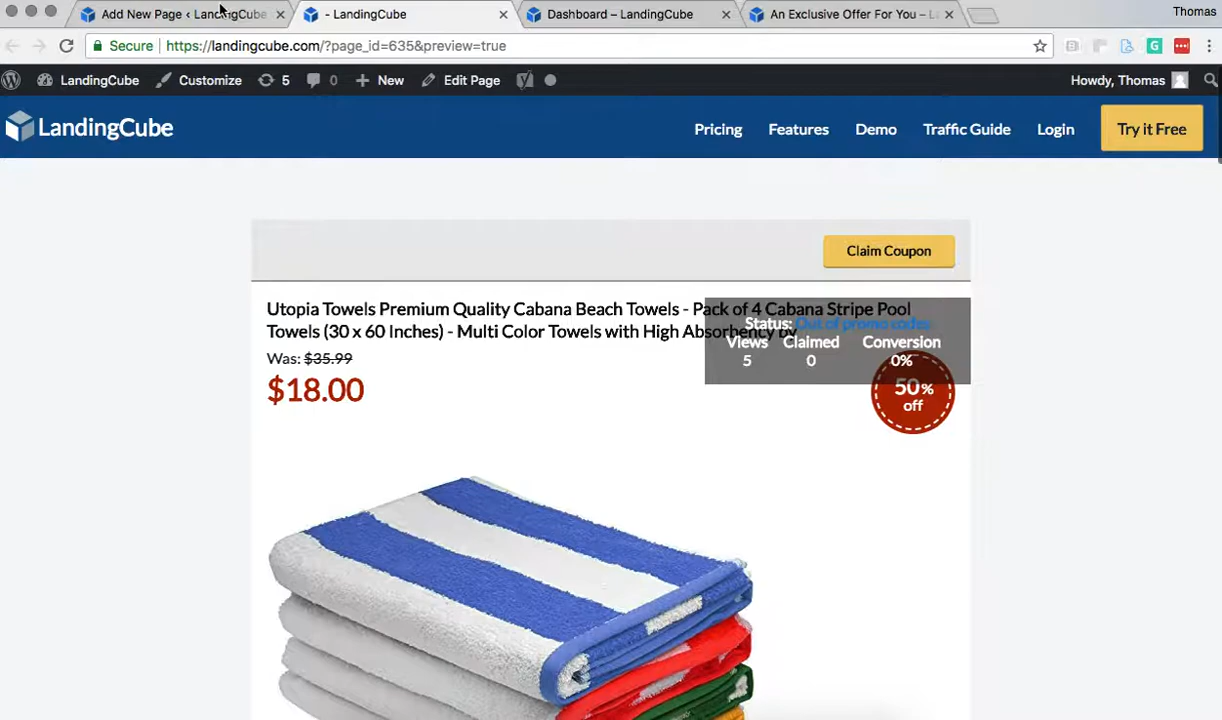 Add New Page ‹ LandingCube
- LandingCube
Dashboard – LandingCube
An Exclusive Offer For You – L
Thomas
Secure
https://landingcube.com/?page_id=635&preview=true
LandingCube
Customize
5
0
New
Edit Page
Howdy, Thomas
LandingCube
Pricing
Features
Demo
Traffic Guide
Login
Try it Free
Claim Coupon
Utopia Towels Premium Quality Cabana Beach Towels - Pack of 4 Cabana Stripe Pool
Towels (30 x 60 Inches) - Multi Color Towels with High Absorbency by
Status: Out of promo codes
Views Claimed Conversion
5 0 0%
Was: $35.99
$18.00
50%
off